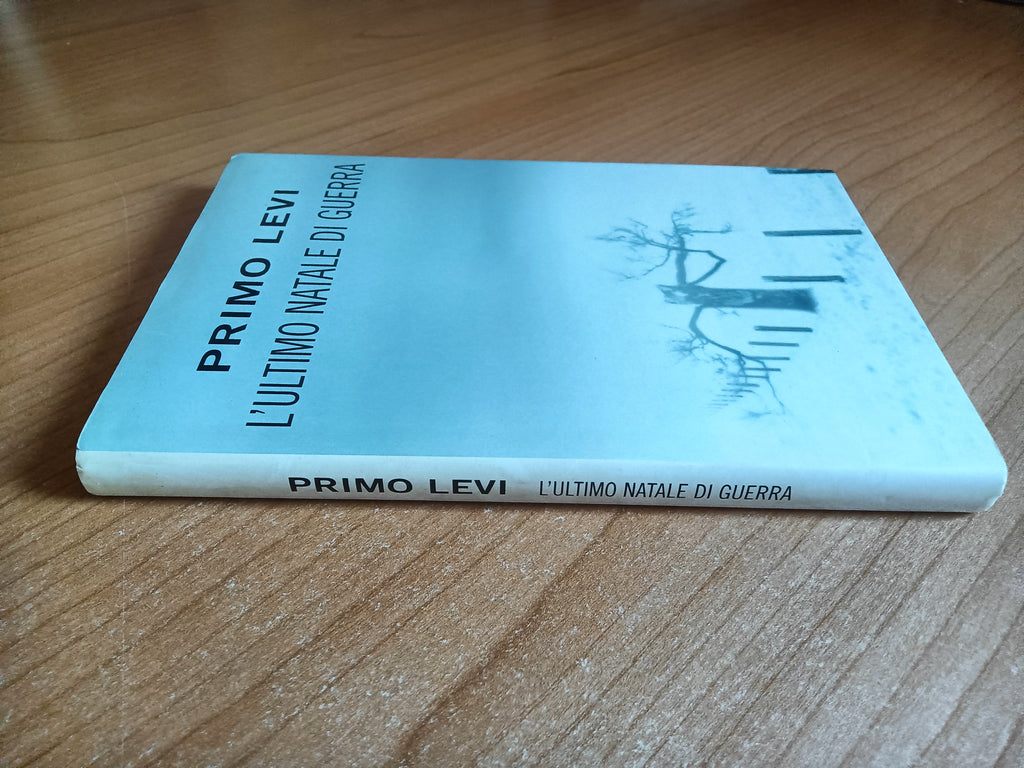 PRIMO LEVI
L'ULTIMO NATALE DI GUERRA
PRIMO LEVI L'ULTIMO NATALE DI GUERRA